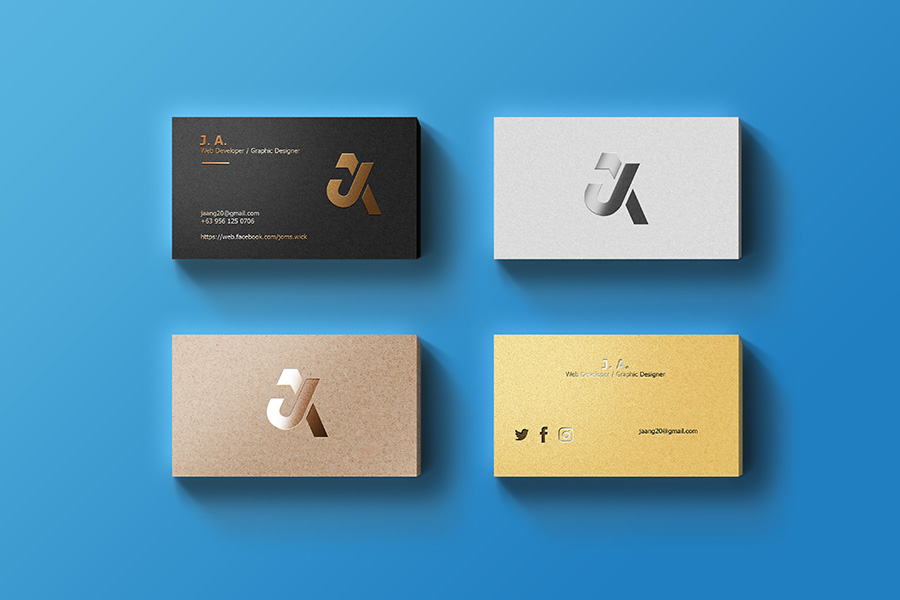 J. A.
Web Developer / Graphic Designer
jaang20@gmail.com
+63 956 125 0706
https://web.facebook.com/joms.wick
J. A.
Web Developer / Graphic Designer
jaang20@gmail.com